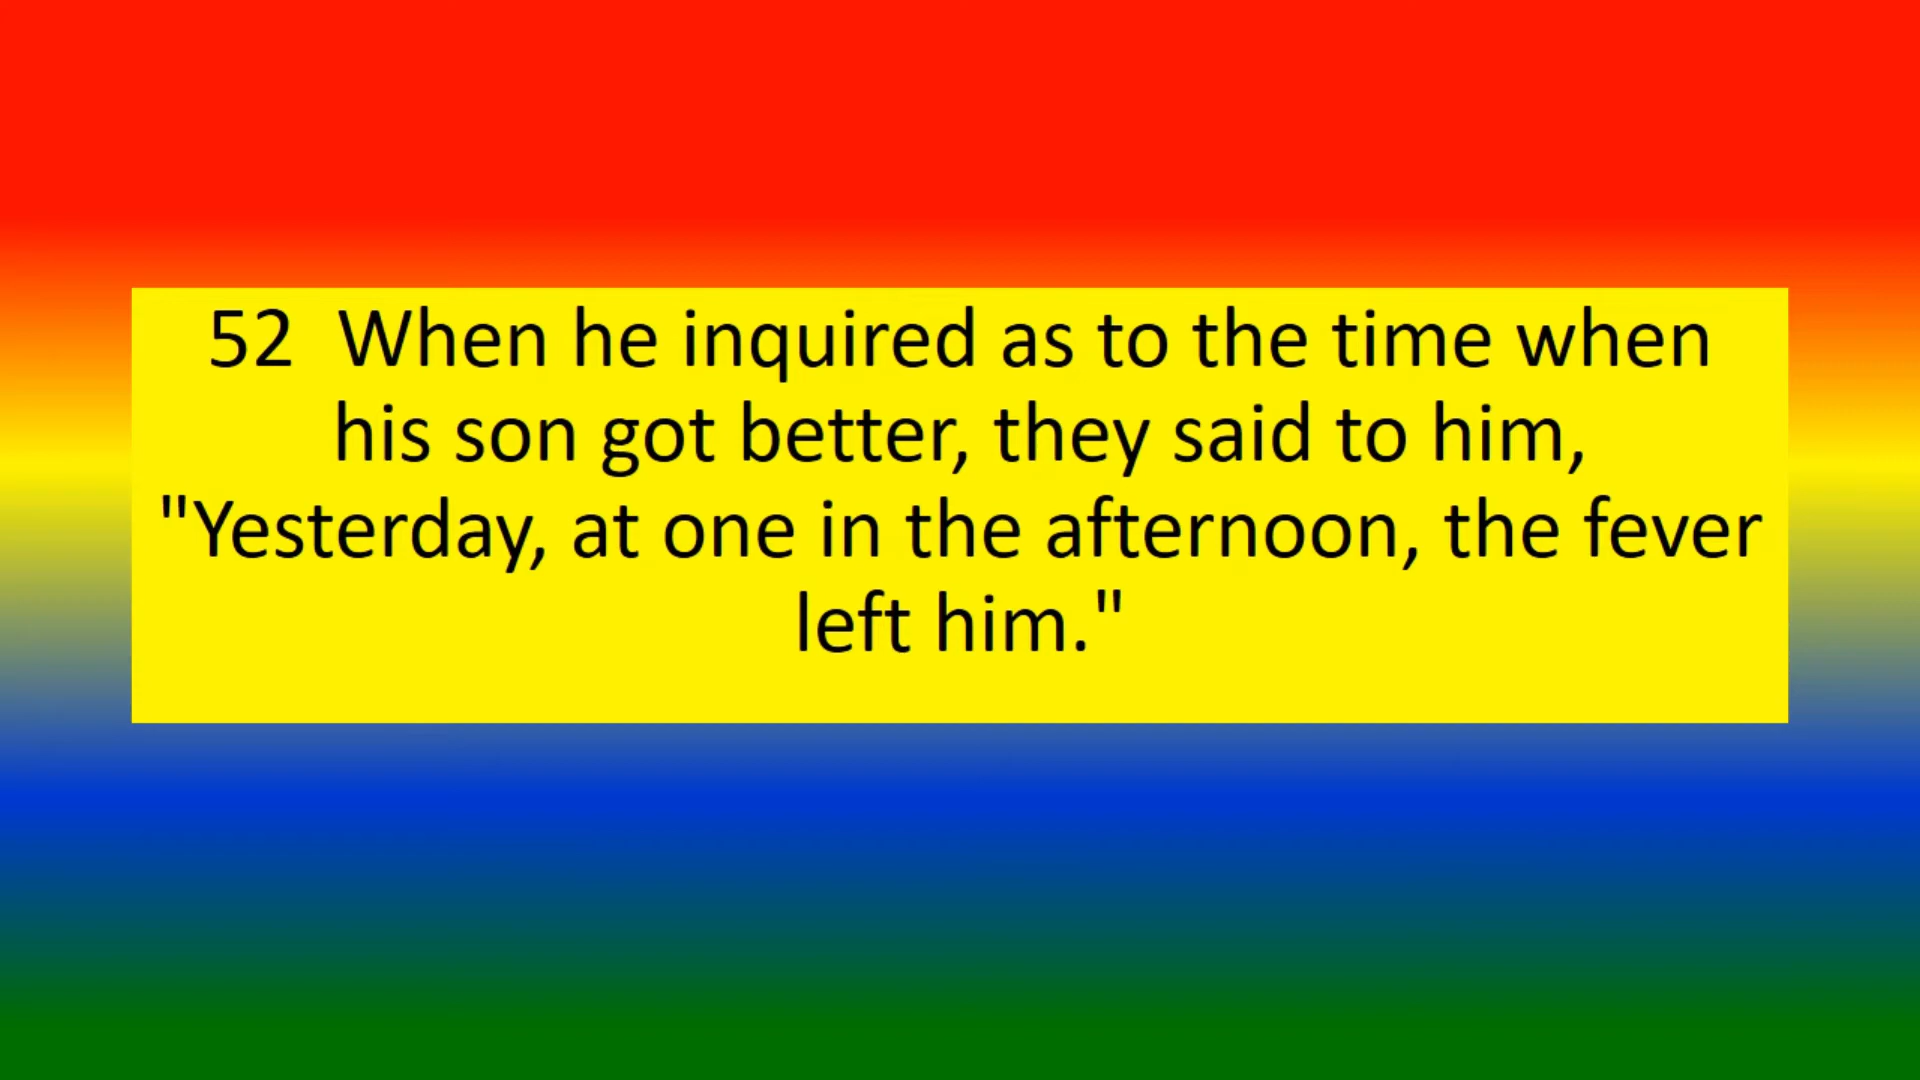 52  When he inquired as to the time when
his son got better, they said to him,
"Yesterday, at one in the afternoon, the fever
left him."